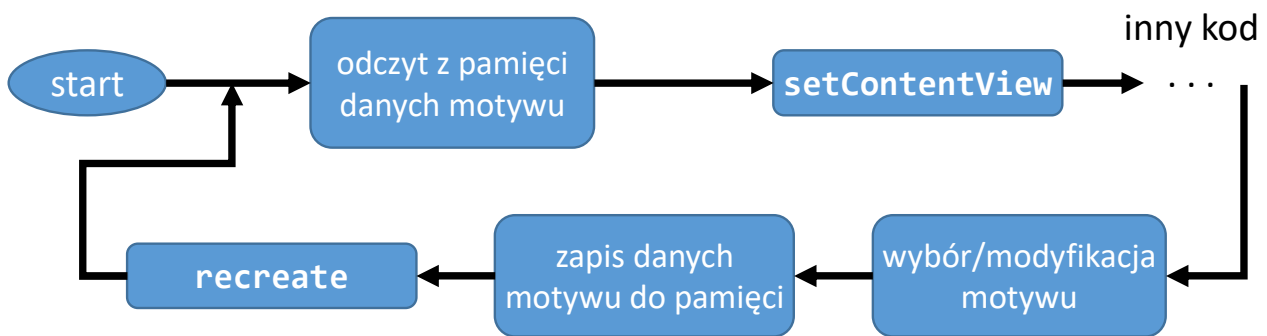 inny kod
start
odczyt z pamięci
danych motywu
setContentView
. . .
recreate
zapis danych
motywu do pamięci
wybór/modyfikacja
motywu